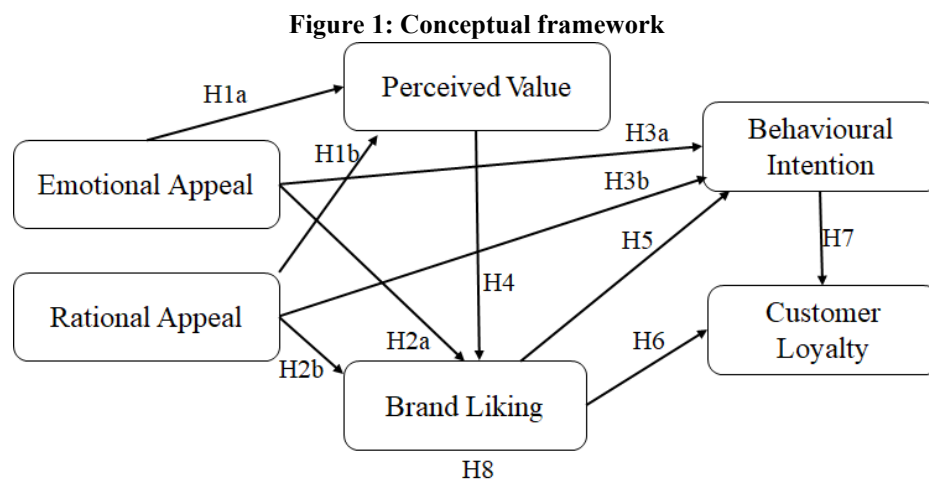 Figure 1: Conceptual framework
Perceived Value
H1a
Behavioural
Intention
H3a
H1b
Emotional Appeal
H3b
H5
H7
H4
Rational Appeal
Customer
Loyalty
H2a
H6
H2b
Brand Liking
H8